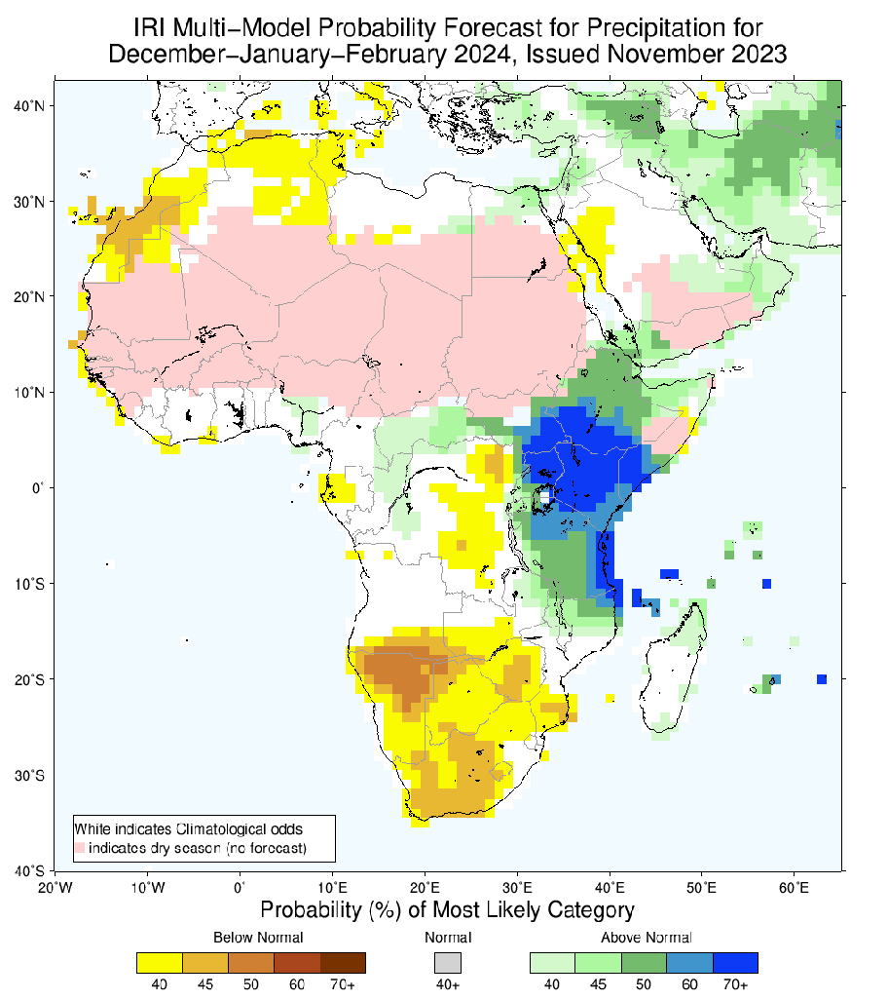 IRI Multi-Model Probability Forecast for Precipitation for
December-January-February 2024, Issued November 2023
40°N
30°N
20°N
10°N
0°
10°S
20°S
30°S
40°S
White indicates Climatological odds
indicates dry season (no forecast)
20°W 10°W 0° 10°E 20°E 30°E 40°E 50°E 60°E
Probability (%) of Most Likely Category
Below Normal Normal Above Normal
40 45 50 60 70+ 40+ 40 45 50 60 70+